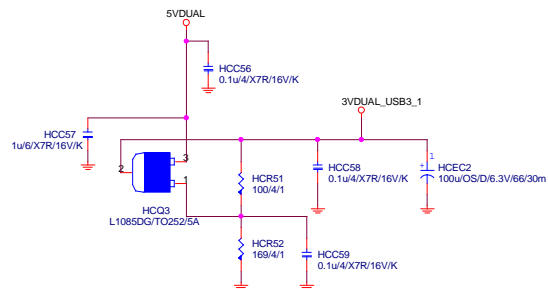 5VDUAL
HCC56
0.1u/4/X7R/16V/K
3VDUAL_USB3_1
HCC57
1u/6/X7R/16V/K
3
2
1
HCQ3
L1085DG/TO252/5A
HCR51
100/4/1
HCC58
0.1u/4/X7R/16V/K
1
+
HCEC2
100u/OS/D/6.3V/66/30m
HCR52
169/4/1
HCC59
0.1u/4/X7R/16V/K